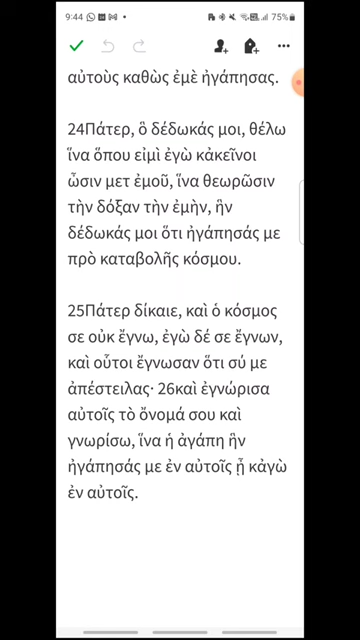 9:44
75%
αὐτοὺς καθὼς ἐμὲ ἠγάπησας.
24Πάτερ, ὃ δέδωκάς μοι, θέλω
ἵνα ὅπου εἰμὶ ἐγὼ κἀκεῖνοι
ὦσιν μετ ἐμοῦ, ἵνα θεωρῶσιν
τὴν δόξαν τὴν ἐμὴν, ἣν
δέδωκάς μοι ὅτι ἠγάπησάς με
πρὸ καταβολῆς κόσμου.
25Πάτερ δίκαιε, καὶ ὁ κόσμος
σε οὐκ ἔγνω, ἐγὼ δέ σε ἔγνων,
καὶ οὗτοι ἔγνωσαν ὅτι σύ με
ἀπέστειλας· 26καὶ ἐγνώρισα
αὐτοῖς τὸ ὄνομά σου καὶ
γνωρίσω, ἵνα ἡ ἀγάπη ἣν
ἠγάπησάς με ἐν αὐτοῖς ᾖ κἀγὼ
ἐν αὐτοῖς.